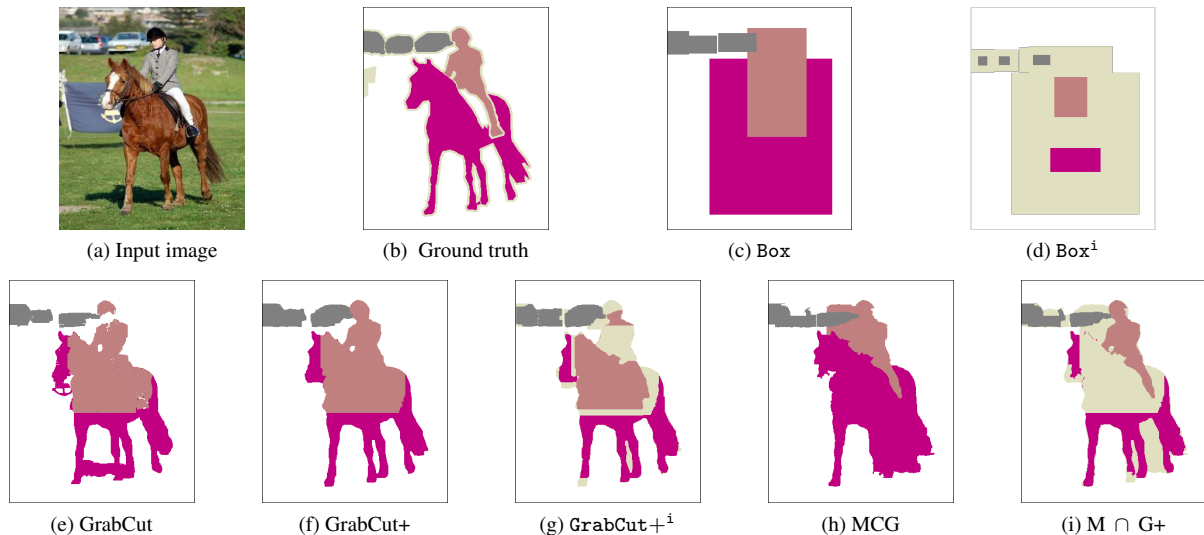 (a) Input image
(b) Ground truth
(c) Box
(d) Boxⁱ
(e) GrabCut
(f) GrabCut+
(g) GrabCut+ⁱ
(h) MCG
(i) M ∩ G+